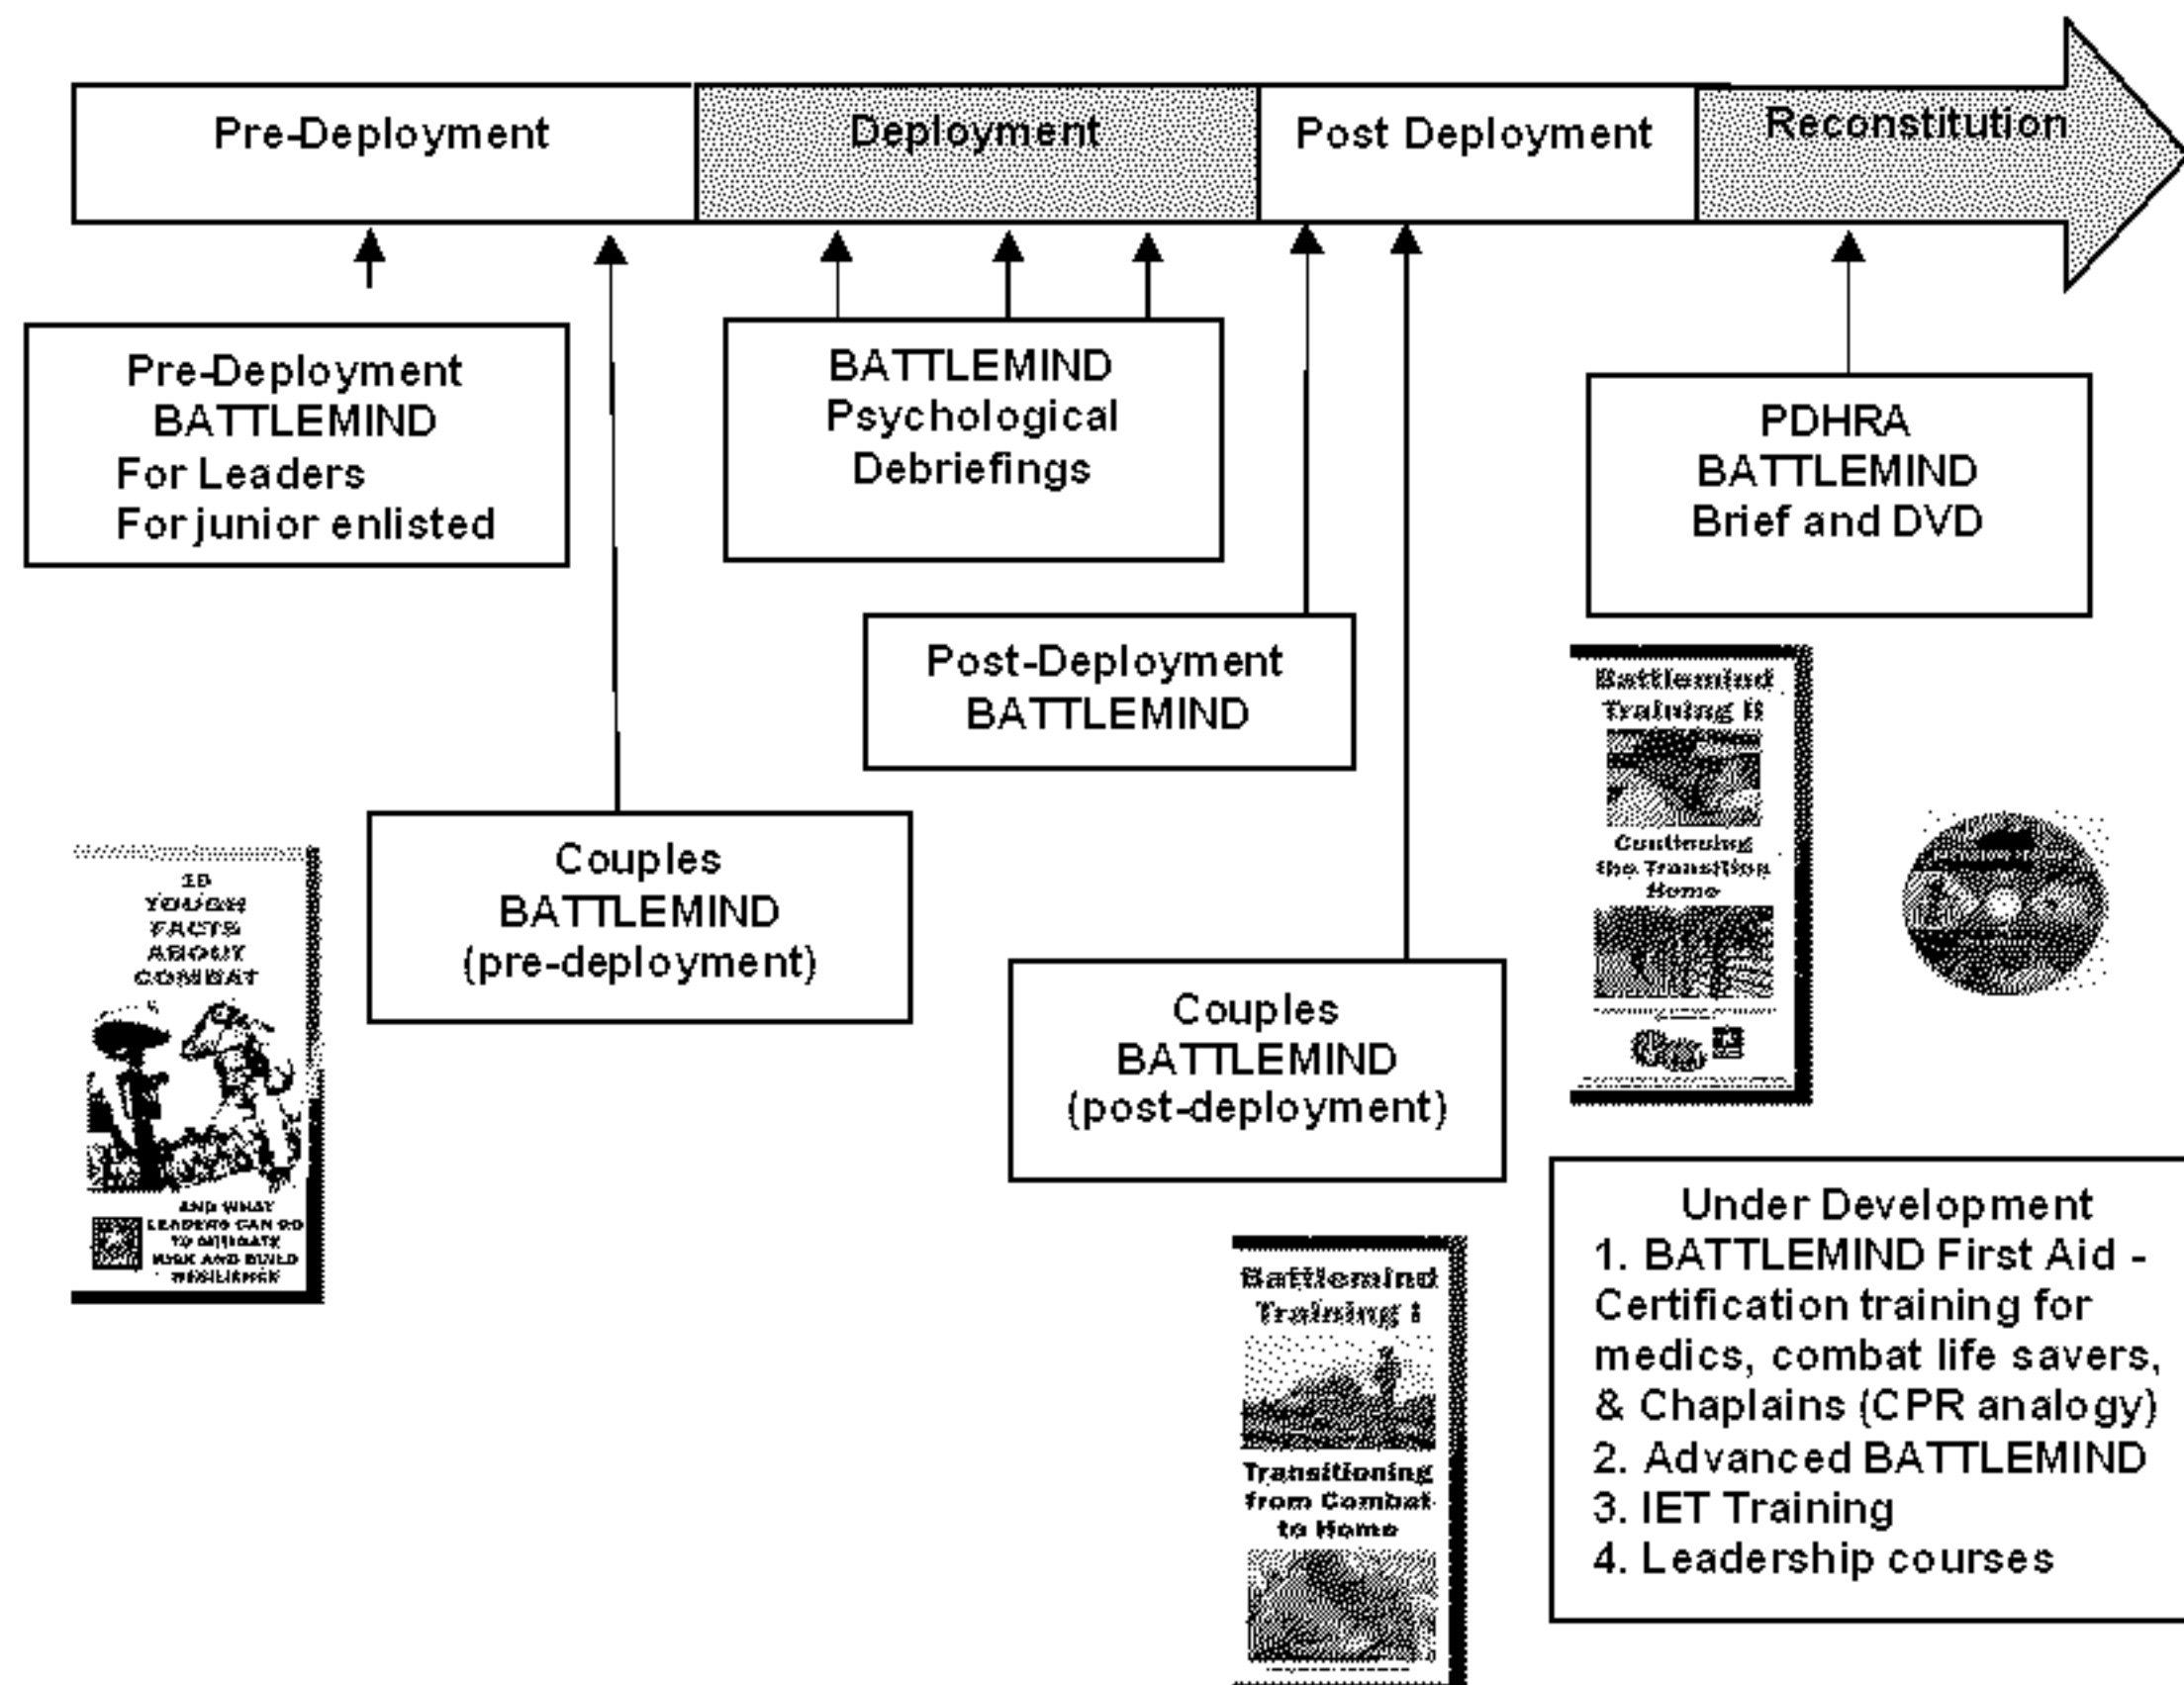 Pre-Deployment
Deployment
Post Deployment
Reconstitution
Pre-Deployment
BATTLEMIND
For Leaders
For junior enlisted
BATTLEMIND
Psychological
Debriefings
PDHRA
BATTLEMIND
Brief and DVD
Post-Deployment
BATTLEMIND
Couples
BATTLEMIND
(pre-deployment)
Couples
BATTLEMIND
(post-deployment)
10
TOUGH
FACTS
ABOUT
COMBAT
AND WHAT
LEADERS CAN DO
TO MITIGATE
RISK AND BUILD
RESILIENCE
Battlemind
Training II
Continuing
the Transition
Home
Battlemind
Training I
Transitioning
from Combat
to Home
Under Development
1. BATTLEMIND First Aid -
Certification training for
medics, combat life savers,
& Chaplains (CPR analogy)
2. Advanced BATTLEMIND
3. IET Training
4. Leadership courses